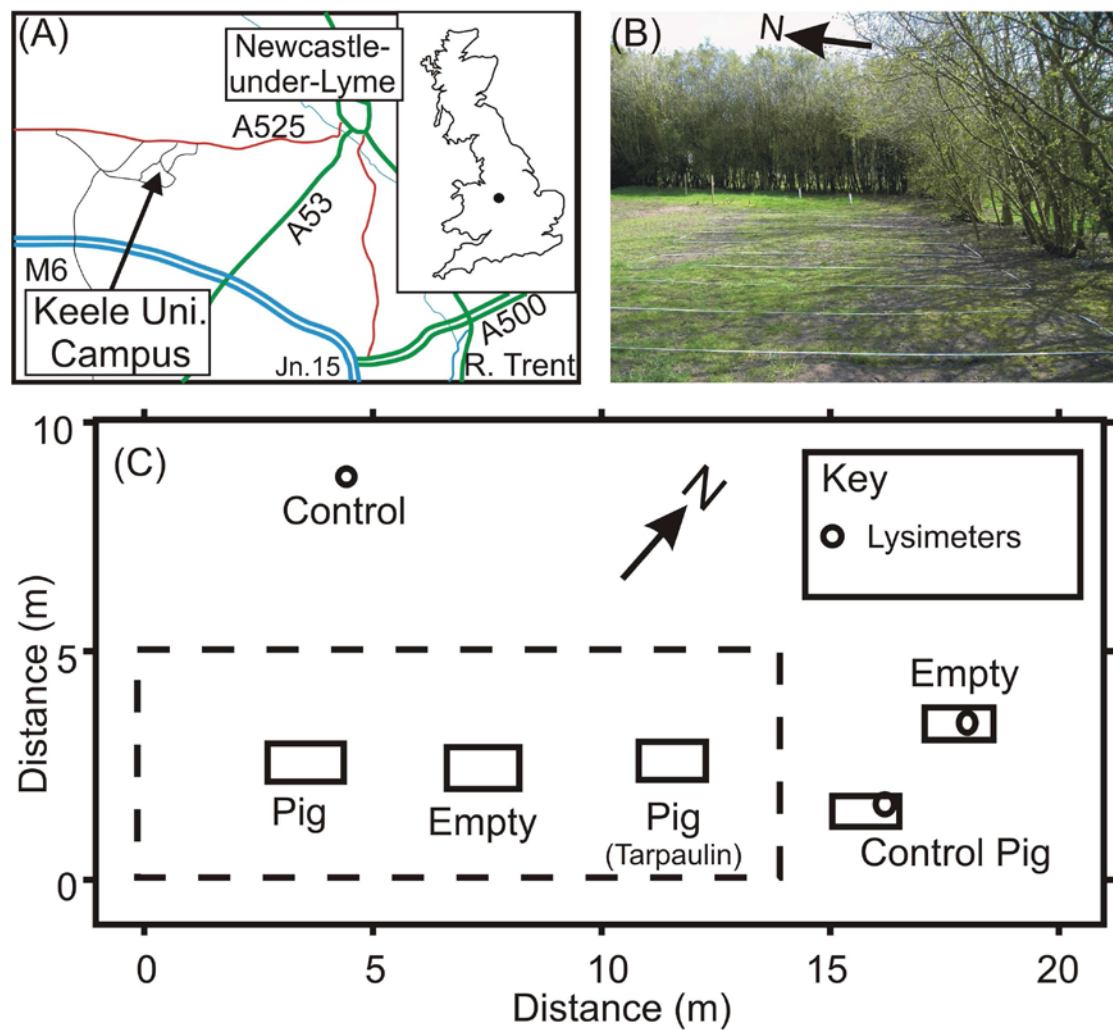 (A)
Newcastle-
under-Lyme
A525
A53
M6
Keele Uni.
Campus
Jn.15
A500
R. Trent
(B)
N
(C)
10
5
0
Distance (m)
Control
N
Key
Lysimeters
Pig
Empty
Pig
(Tarpaulin)
Empty
Control Pig
0
5
10
15
20
Distance (m)